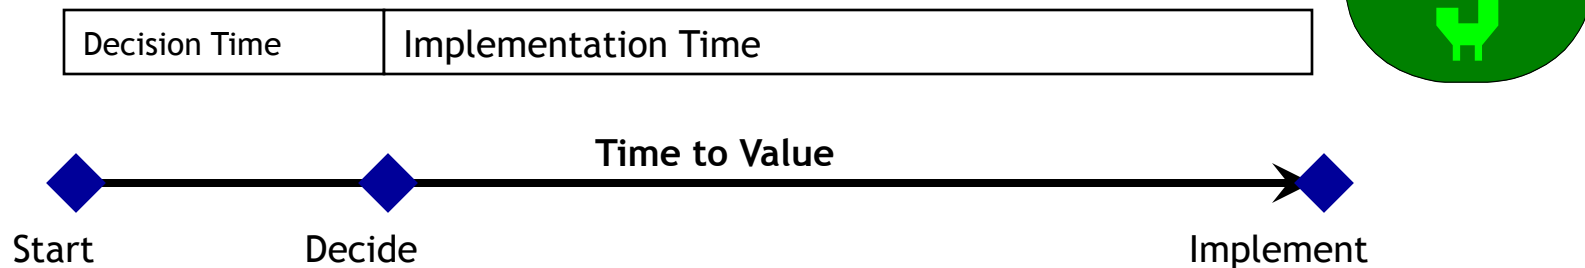 Decision Time
Implementation Time
Time to Value
Start
Decide
Implement